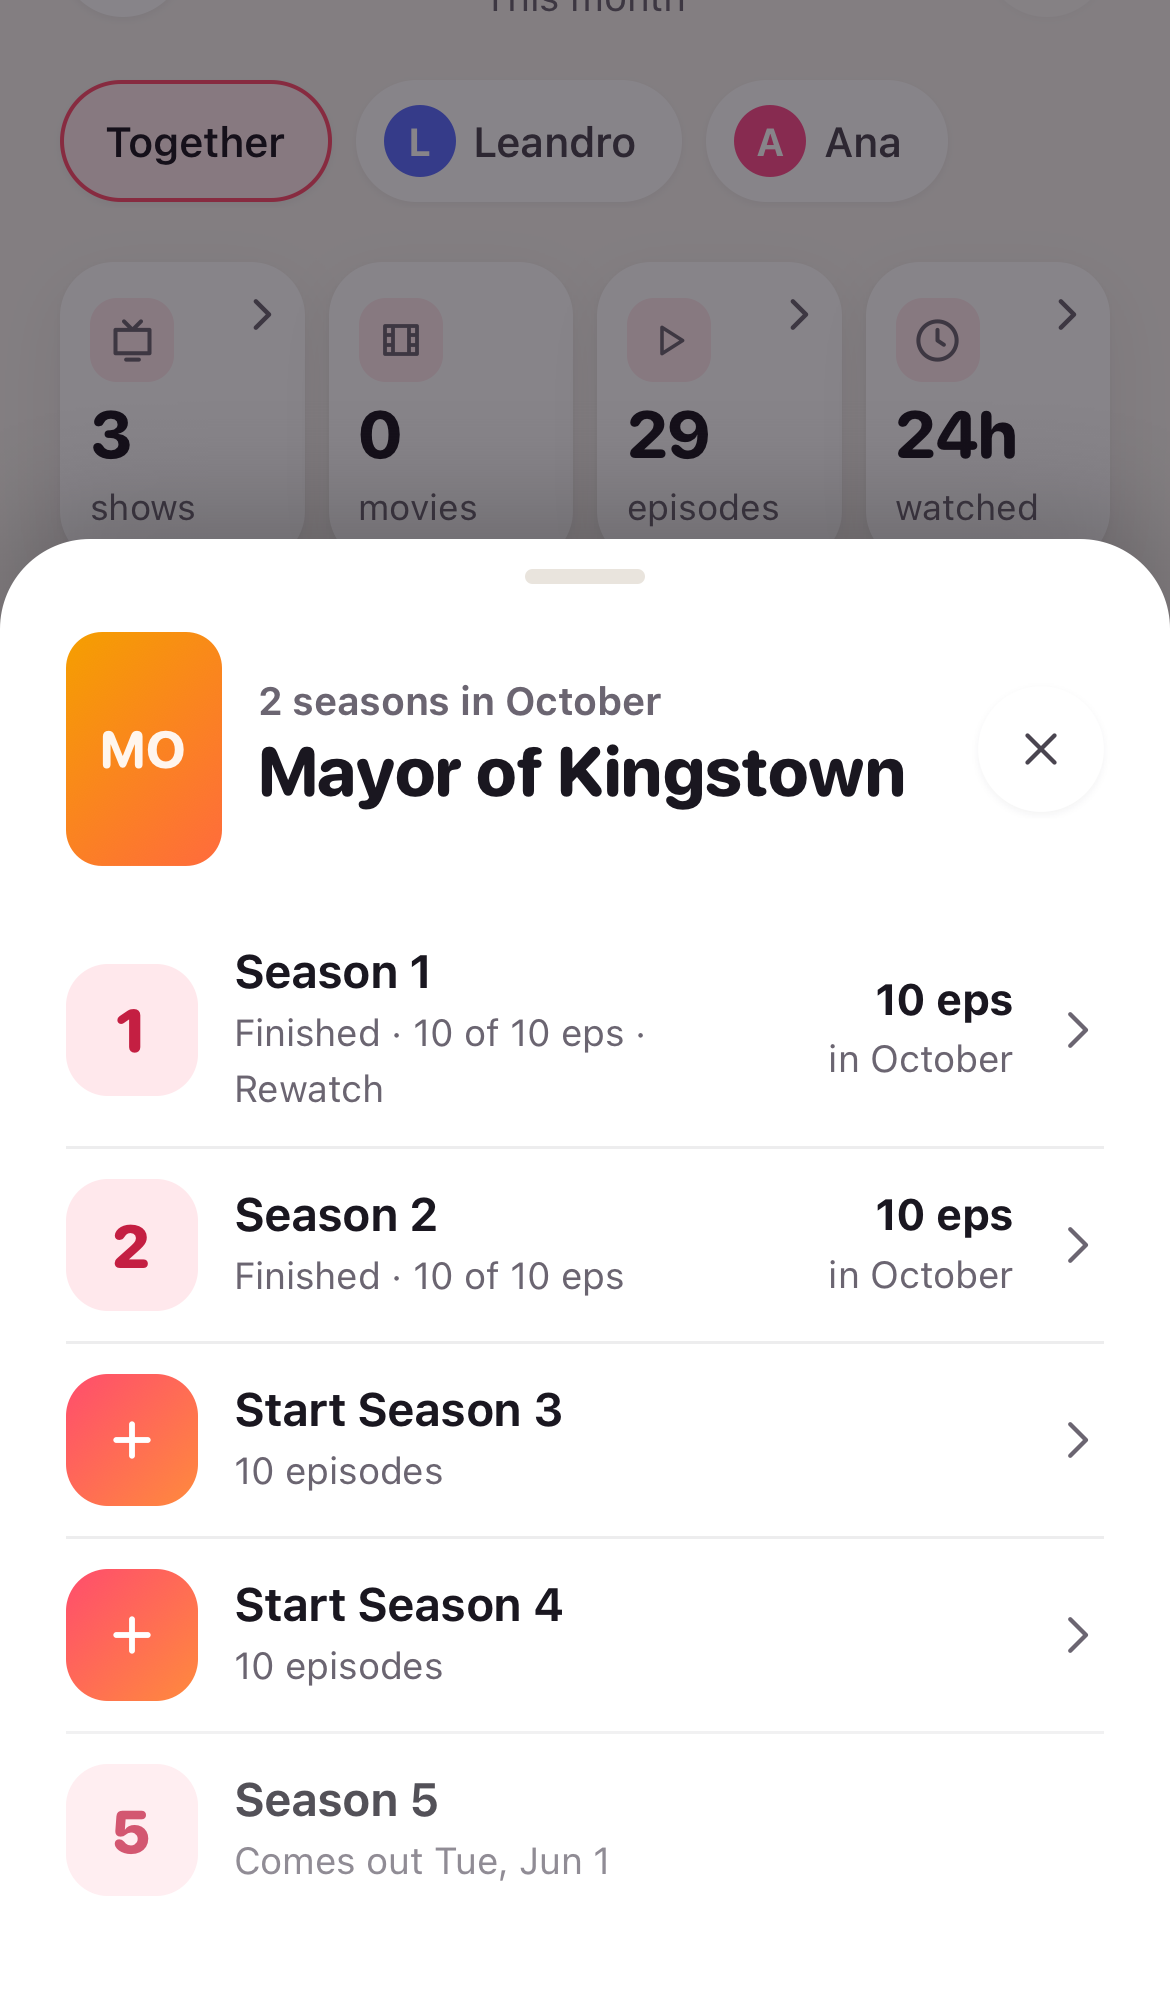 This month
Together
L Leandro
A Ana
3
shows
0
movies
29
episodes
24h
watched
MO
2 seasons in October
Mayor of Kingstown
1
Season 1
Finished · 10 of 10 eps ·
Rewatch
10 eps
in October
2
Season 2
Finished · 10 of 10 eps
10 eps
in October
Start Season 3
10 episodes
Start Season 4
10 episodes
5
Season 5
Comes out Tue, Jun 1